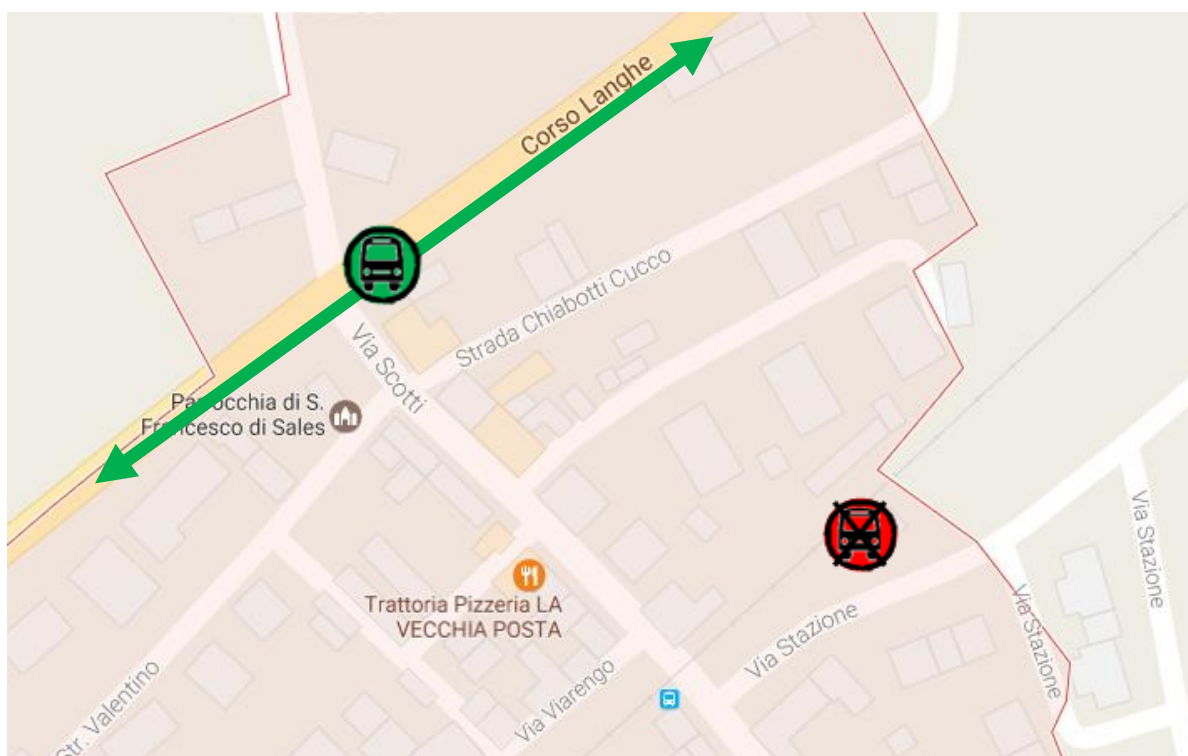 Corso Langhe
Via Scotti
Strada Chiabotti Cucco
Parrocchia di S.
Francesco di Sales
Trattoria Pizzeria LA
VECCHIA POSTA
Via Stazione
Via Stazione
Via Stazione
Via Viarengo
Str. Valentino